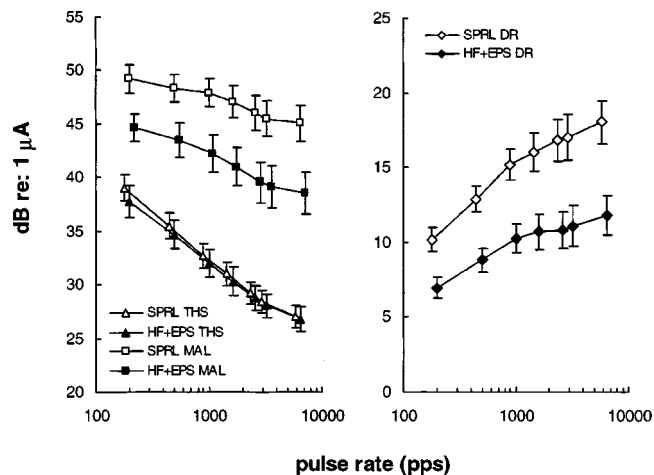 dB re: 1 µA
55
50
45
40
35
30
25
20
SPRL THS
HF+EPS THS
SPRL MAL
HF+EPS MAL
100
1000
10000
25
20
15
10
5
0
SPRL DR
HF+EPS DR
100
1000
10000
pulse rate (pps)